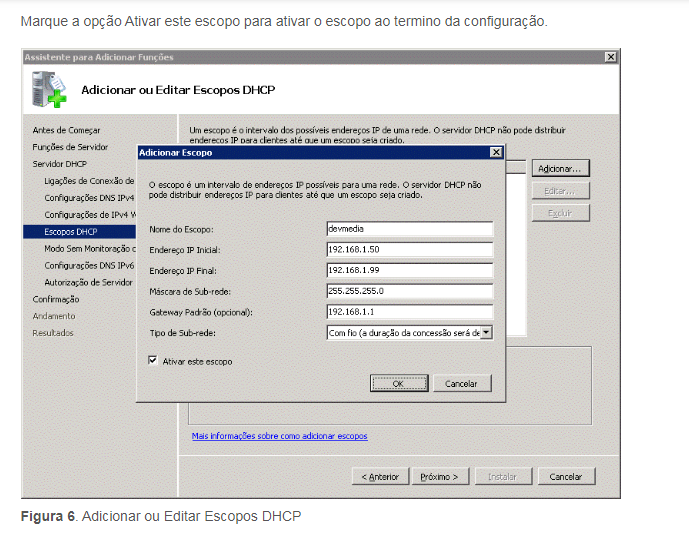 Marque a opção Ativar este escopo para ativar o escopo ao termino da configuração.
Assistente para Adicionar Funções
Adicionar ou Editar Escopos DHCP
Antes de Começar
Funções de Servidor
Servidor DHCP
Ligações de Conexão de
Configurações DNS IPv4
Configurações de IPv4 W
Escopos DHCP
Modo Sem Monitoração c
Configurações DNS IPv6
Autorização de Servidor
Confirmação
Andamento
Resultados
Um escopo é o intervalo dos possíveis endereços IP de uma rede. O servidor DHCP não pode distribuir
endereços IP para clientes até que um escopo seja criado.
Adicionar...
Editar...
Excluir
Adicionar Escopo
O escopo é um intervalo de endereços IP possíveis para uma rede. O servidor DHCP não
pode distribuir endereços IP para clientes até que um escopo seja criado.
Nome do Escopo: devmedia
Endereço IP Inicial: 192.168.1.50
Endereço IP Final: 192.168.1.99
Máscara de Sub-rede: 255.255.255.0
Gateway Padrão (opcional): 192.168.1.1
Tipo de Sub-rede: Com fio (a duração da concessão será de
Ativar este escopo
OK Cancelar
Mais informações sobre como adicionar escopos
< Anterior Próximo > Instalar Cancelar
Figura 6. Adicionar ou Editar Escopos DHCP